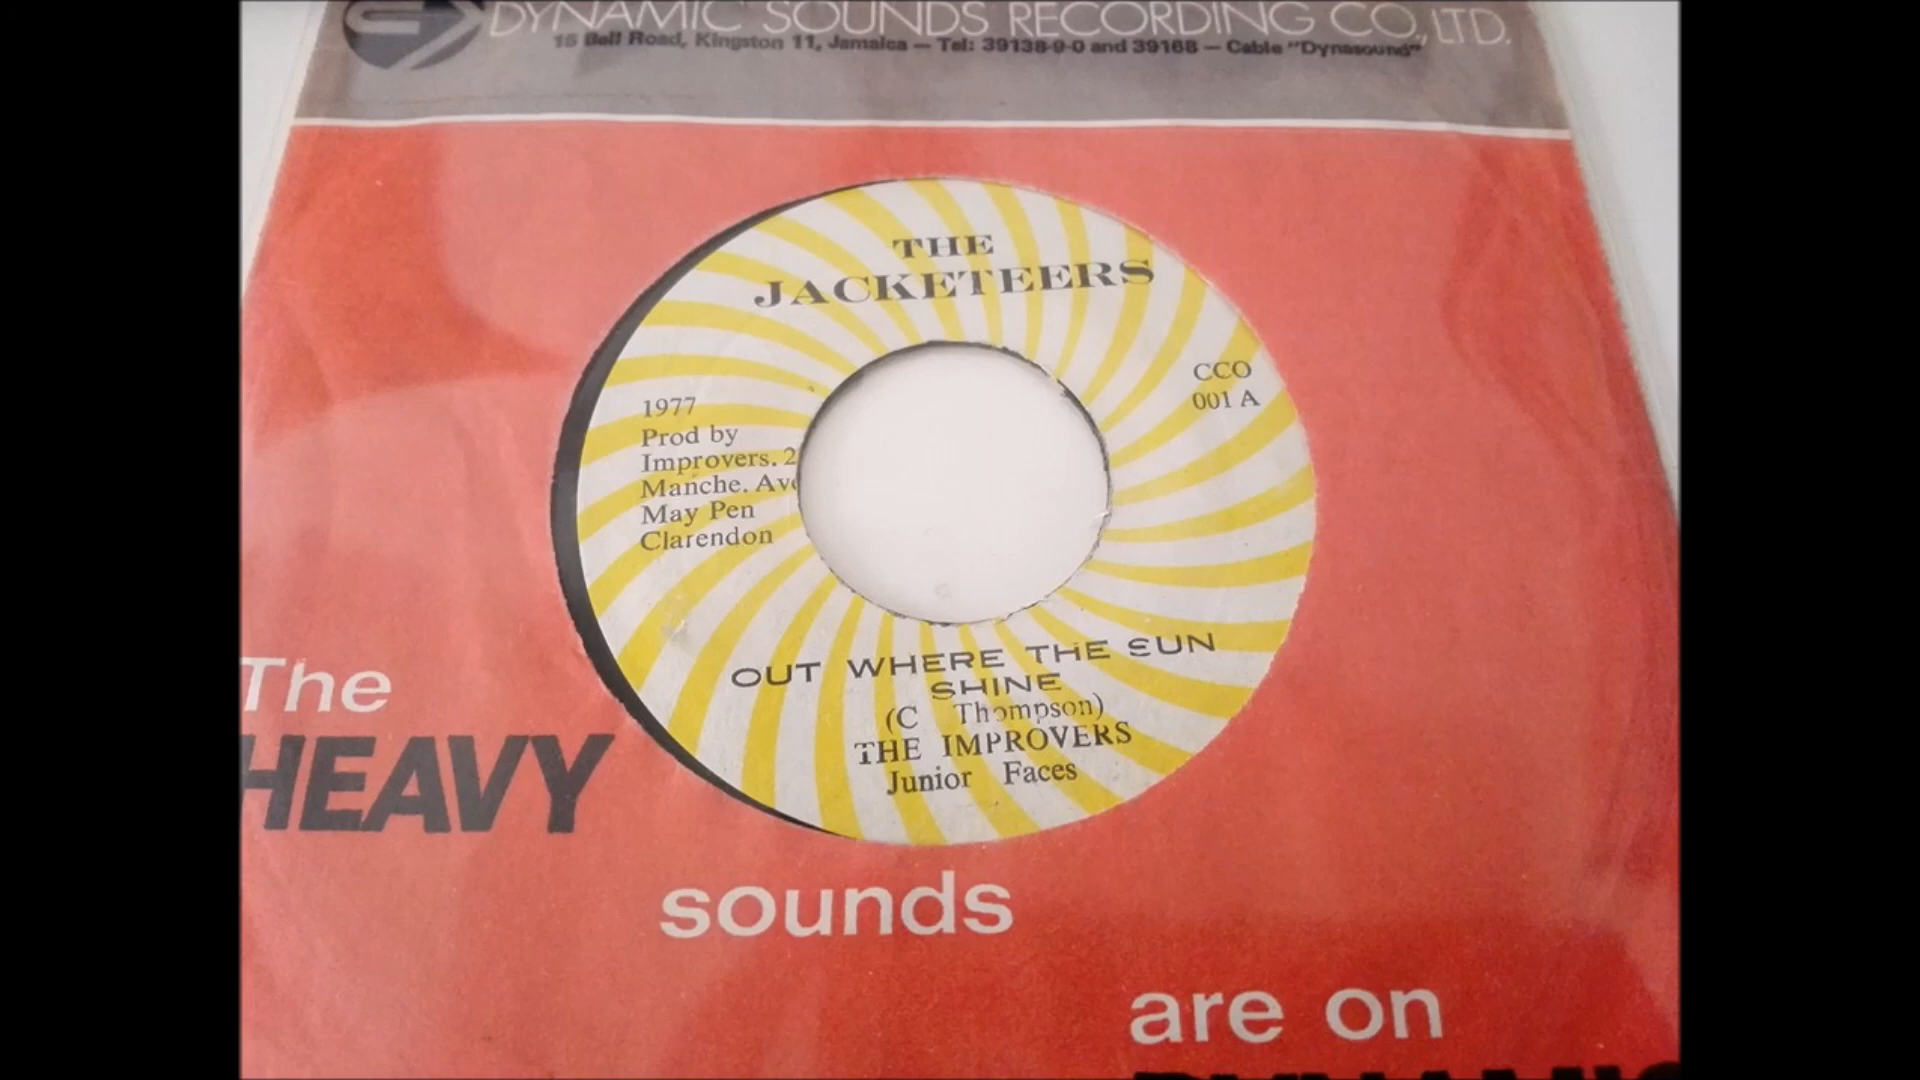 DYNAMIC SOUNDS RECORDING CO., LTD.
15 Bell Road, Kingston 11, Jamaica — Tel: 39138-9-0 and 39168 — Cable "Dynasound"
THE
JACKETEERS
CCO
001 A
1977
Prod by
Improvers. 2
Manche. Ave
May Pen
Clarendon
OUT WHERE THE SUN
SHINE
(C Thompson)
THE IMPROVERS
Junior Faces
The
HEAVY
sounds
are on